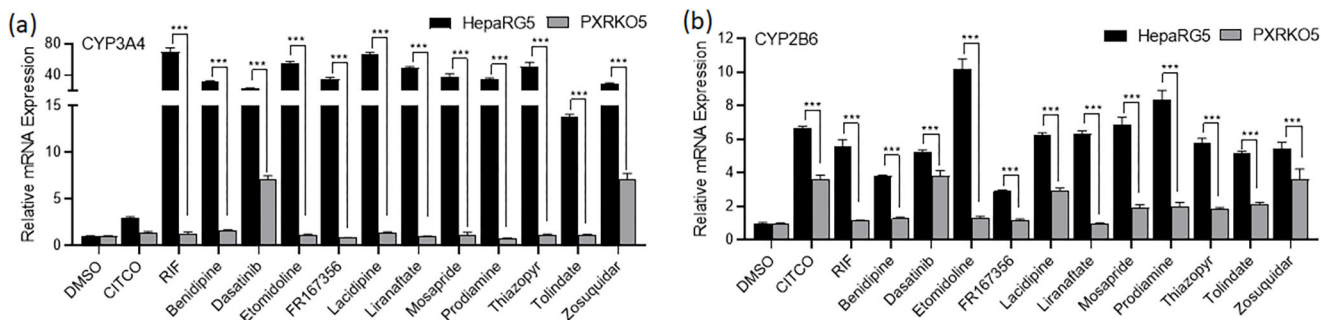 (a)
CYP3A4
HepaRG5 PXRKO5
Relative mRNA Expression
80
40
15
10
5
0
*** *** *** *** *** *** *** *** *** *** *** ***
DMSO
CITCO
RIF
Benidipine
Dasatinib
Etomidoline
FR167356
Lacidipine
Liranaftate
Mosapride
Prodiamine
Thiazopyr
Tolindate
Zosuquidar
(b)
CYP2B6
HepaRG5 PXRKO5
Relative mRNA Expression
12
10
8
6
4
2
0
*** *** *** *** *** *** *** *** *** *** *** *** ***
DMSO
CITCO
RIF
Benidipine
Dasatinib
Etomidoline
FR167356
Lacidipine
Liranaftate
Mosapride
Prodiamine
Thiazopyr
Tolindate
Zosuquidar